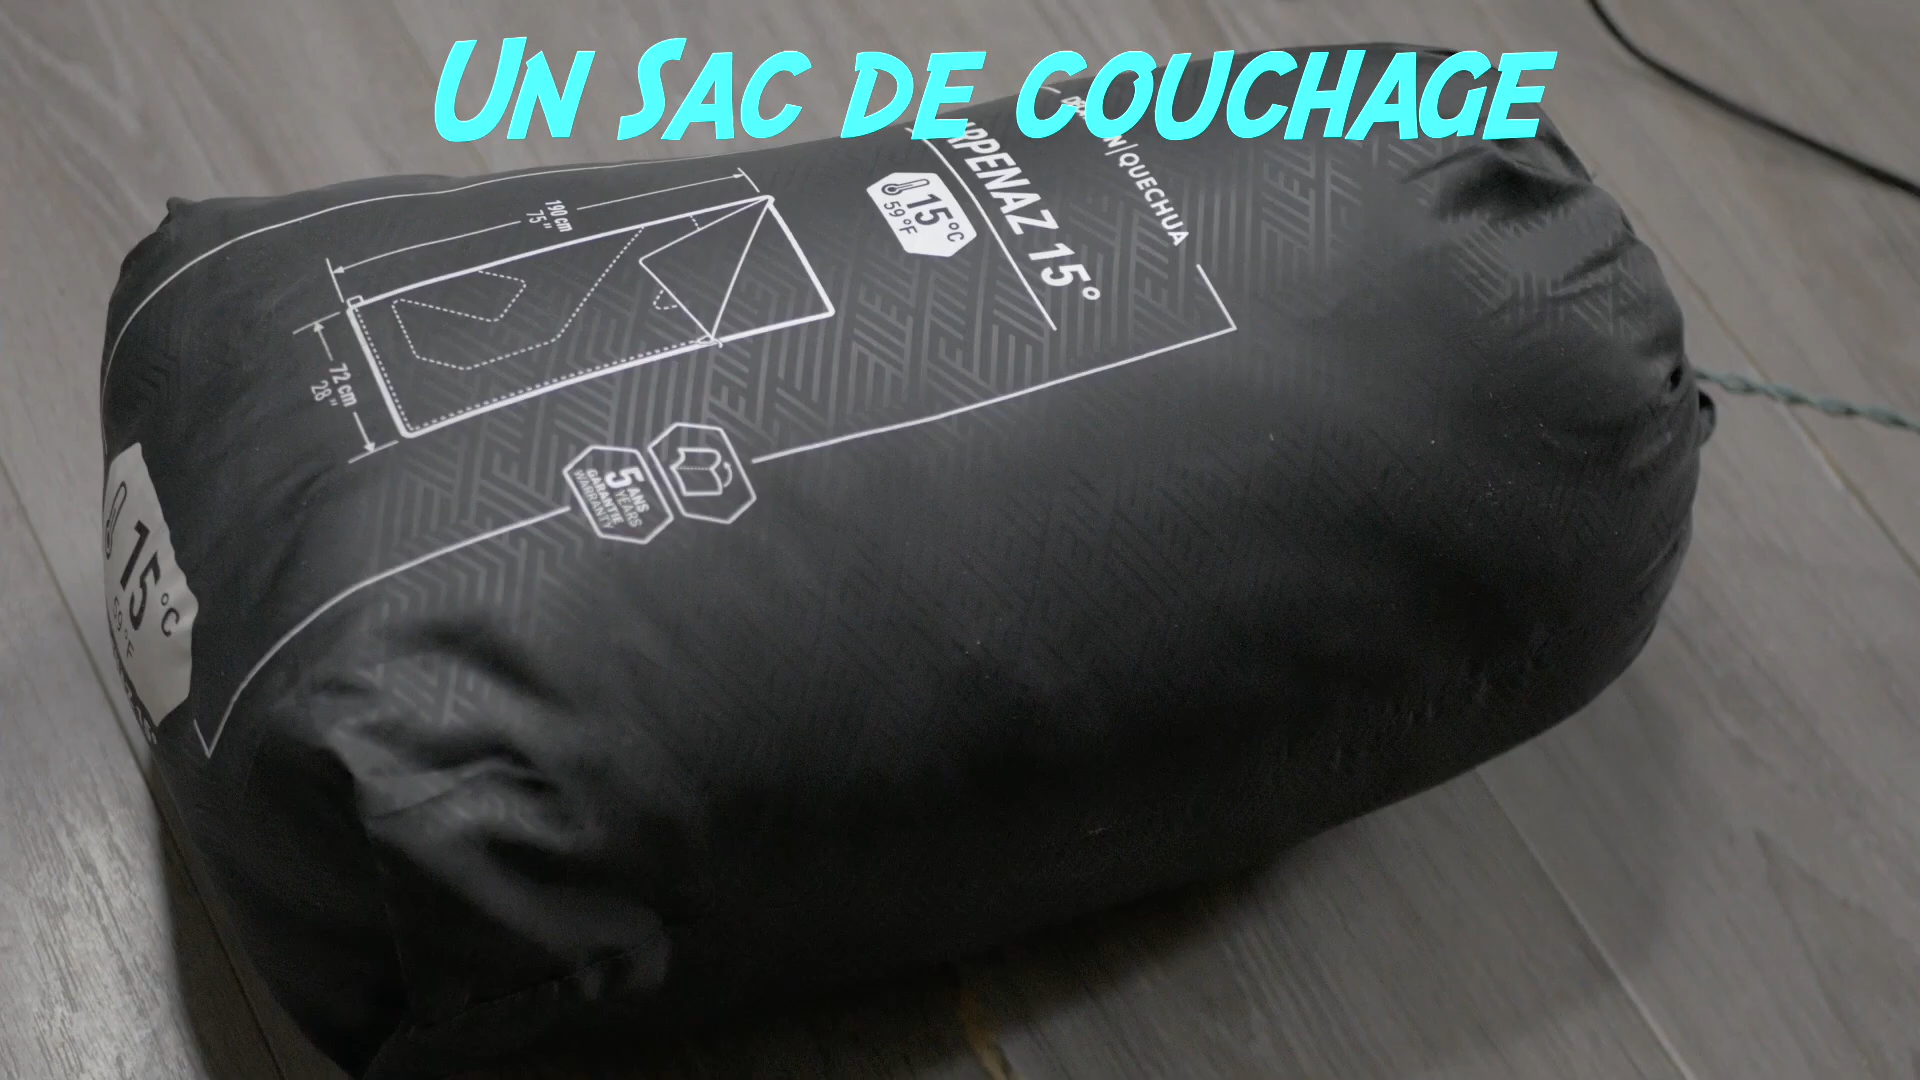 UN SAC DE COUCHAGE
N|QUECHUA
RPENAZ 15°
15°C
59°F
190 cm
75"
72 cm
28"
5 ANS
YEARS
GARANTIE
WARRANTY
15°C
59°F